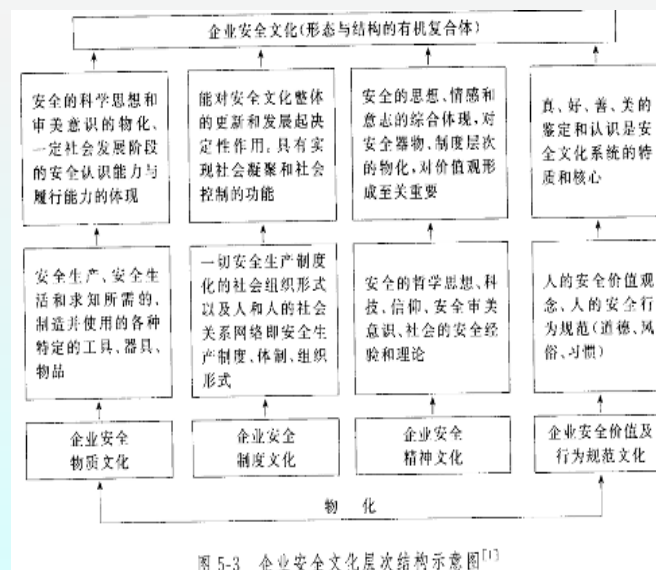 企业安全文化(形态与结构的有机复合体)
安全的科学思想和
审美意识的物化、
一定社会发展阶段
的安全认识能力与
履行能力的体现
能对安全文化整体
的更新和发展起决
定性作用;具有实
现社会凝聚和社会
控制的功能
安全的思想、情感和
意志的综合体现,对
安全器物、制度层次
的物化,对价值观形
成至关重要
真、好、善、美的
鉴定和认识是安
全文化系统的特
质和核心
安全生产、安全生
活和求知所需的,
制造并使用的各种
特定的工具、器具、
物品
一切安全生产制度
化的社会组织形式
以及人和人的社会
关系网络即安全生
产制度、体制、组织
形式
安全的哲学思想、科
技、信仰、安全审美
意识、社会的安全经
验和理论
人的安全价值观
念、人的安全行
为规范(道德、风
俗、习惯)
企业安全
物质文化
企业安全
制度文化
企业安全
精神文化
企业安全价值及
行为规范文化
物 化
图 5-3 企业安全文化层次结构示意图[1]